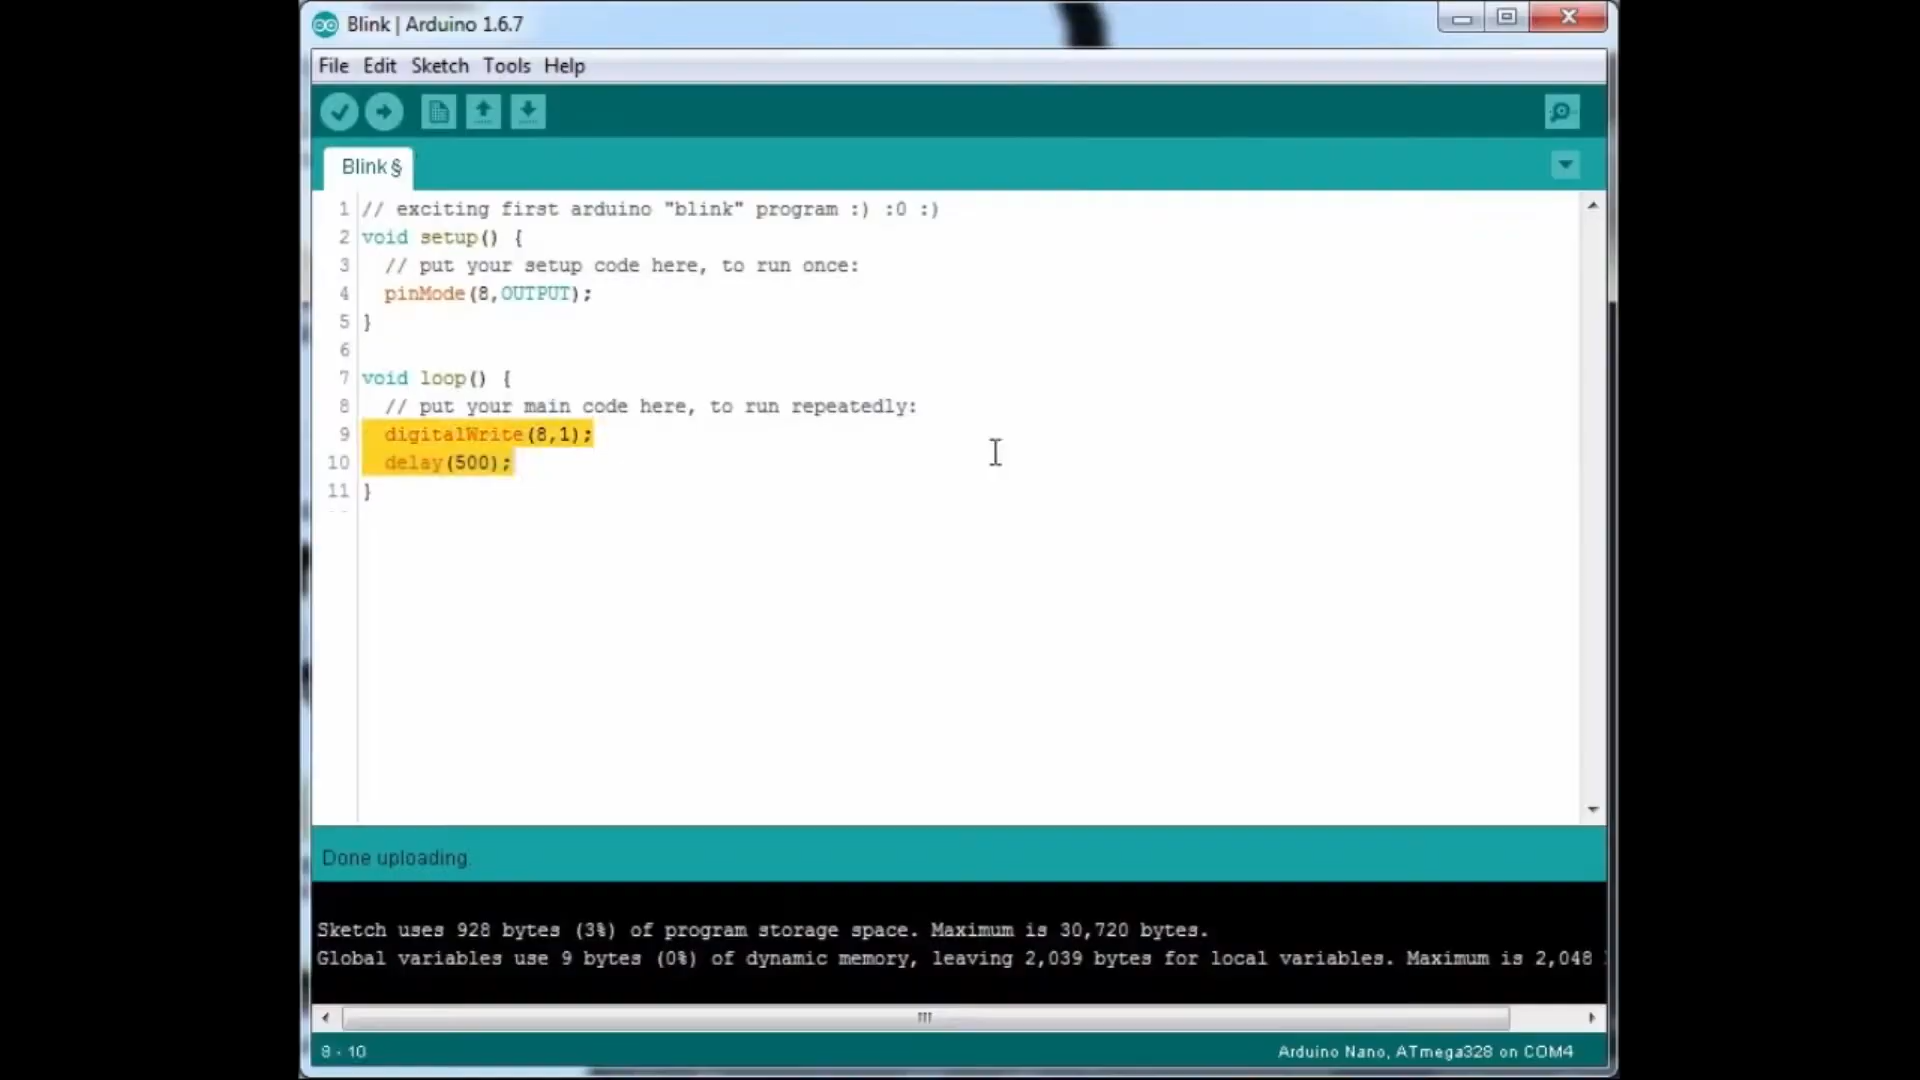 Blink | Arduino 1.6.7
File Edit Sketch Tools Help
Blink §
1 // exciting first arduino "blink" program :) :0 :)
2 void setup() {
3 // put your setup code here, to run once:
4 pinMode(8,OUTPUT);
5 }
6
7 void loop() {
8 // put your main code here, to run repeatedly:
9 digitalWrite(8,1);
10 delay(500);
11 }
Done uploading.
Sketch uses 928 bytes (3%) of program storage space. Maximum is 30,720 bytes.
Global variables use 9 bytes (0%) of dynamic memory, leaving 2,039 bytes for local variables. Maximum is 2,048
8 - 10
Arduino Nano, ATmega328 on COM4